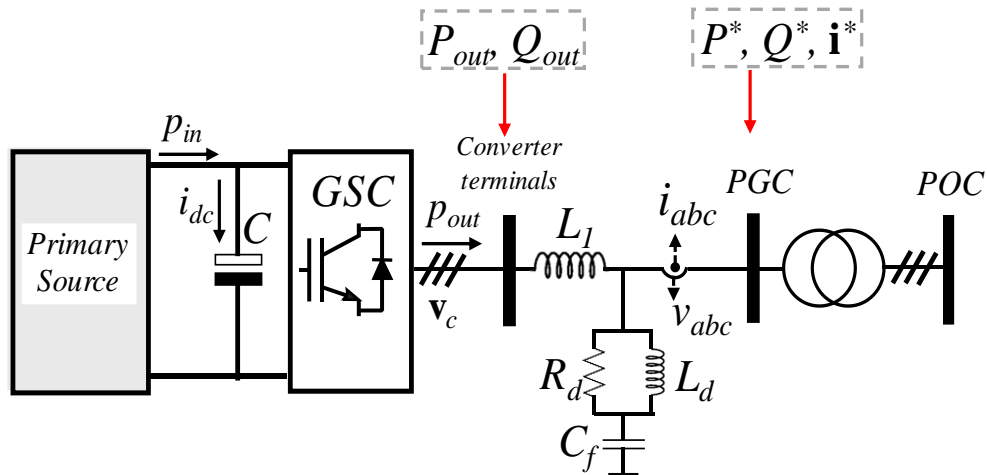 P_out, Q_out
P*, Q*, i*
p_in
Converter
terminals
PGC
POC
i_dc
C
GSC
p_out
L_1
i_abc
Primary
Source
v_c
v_abc
R_d
L_d
C_f